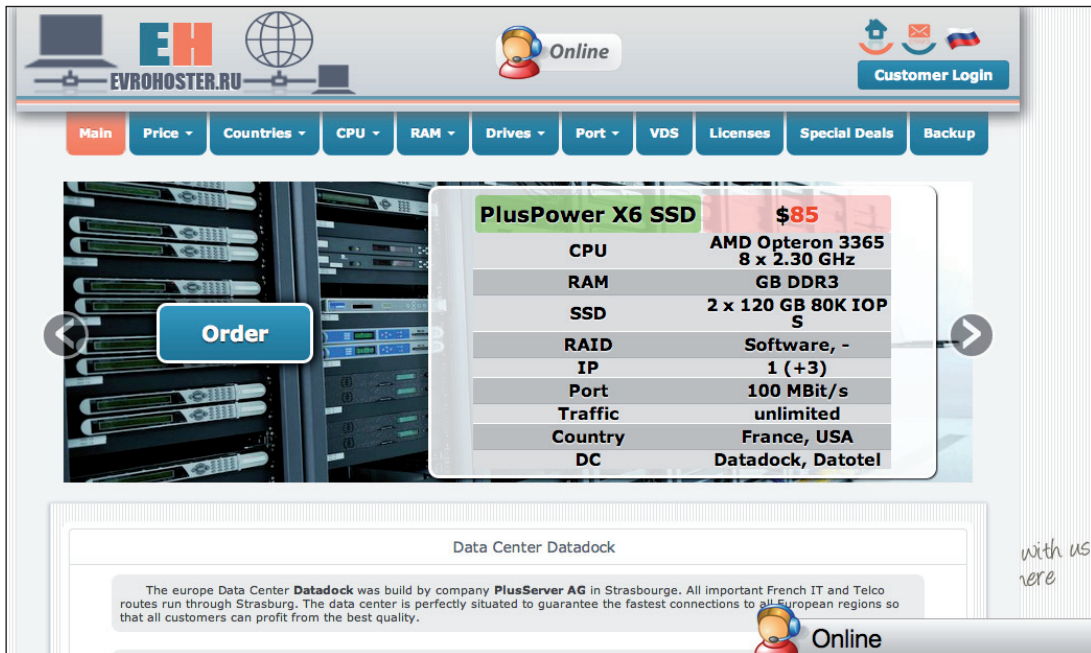 EH
EVROHOSTER.RU
Online
Customer Login
Main Price Countries CPU RAM Drives Port VDS Licenses Special Deals Backup
PlusPower X6 SSD $85
CPU AMD Opteron 3365
8 x 2.30 GHz
RAM GB DDR3
SSD 2 x 120 GB 80K IOP
S
RAID Software, -
IP 1 (+3)
Port 100 MBit/s
Traffic unlimited
Country France, USA
DC Datadock, Datotel
Order
Data Center Datadock
with us
here
The europe Data Center Datadock was build by company PlusServer AG in Strasbourge. All important French IT and Telco
routes run through Strasburg. The data center is perfectly situated to guarantee the fastest connections to all European regions so
that all customers can profit from the best quality.
Online